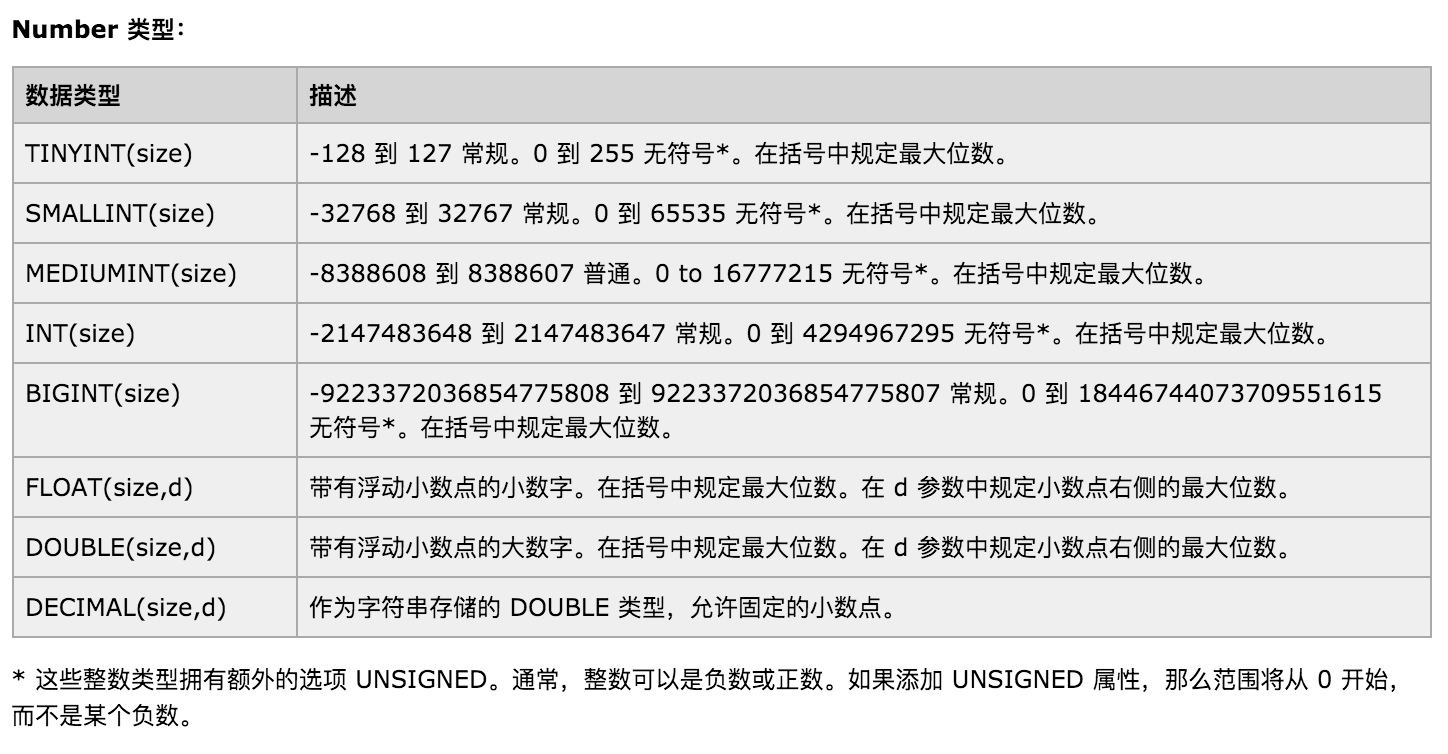 Number 类型：
数据类型 描述
TINYINT(size) -128 到 127 常规。0 到 255 无符号*。在括号中规定最大位数。
SMALLINT(size) -32768 到 32767 常规。0 到 65535 无符号*。在括号中规定最大位数。
MEDIUMINT(size) -8388608 到 8388607 普通。0 to 16777215 无符号*。在括号中规定最大位数。
INT(size) -2147483648 到 2147483647 常规。0 到 4294967295 无符号*。在括号中规定最大位数。
BIGINT(size) -9223372036854775808 到 9223372036854775807 常规。0 到 18446744073709551615
无符号*。在括号中规定最大位数。
FLOAT(size,d) 带有浮动小数点的小数字。在括号中规定最大位数。在 d 参数中规定小数点右侧的最大位数。
DOUBLE(size,d) 带有浮动小数点的大数字。在括号中规定最大位数。在 d 参数中规定小数点右侧的最大位数。
DECIMAL(size,d) 作为字符串存储的 DOUBLE 类型，允许固定的小数点。
* 这些整数类型拥有额外的选项 UNSIGNED。通常，整数可以是负数或正数。如果添加 UNSIGNED 属性，那么范围将从 0 开始，
而不是某个负数。